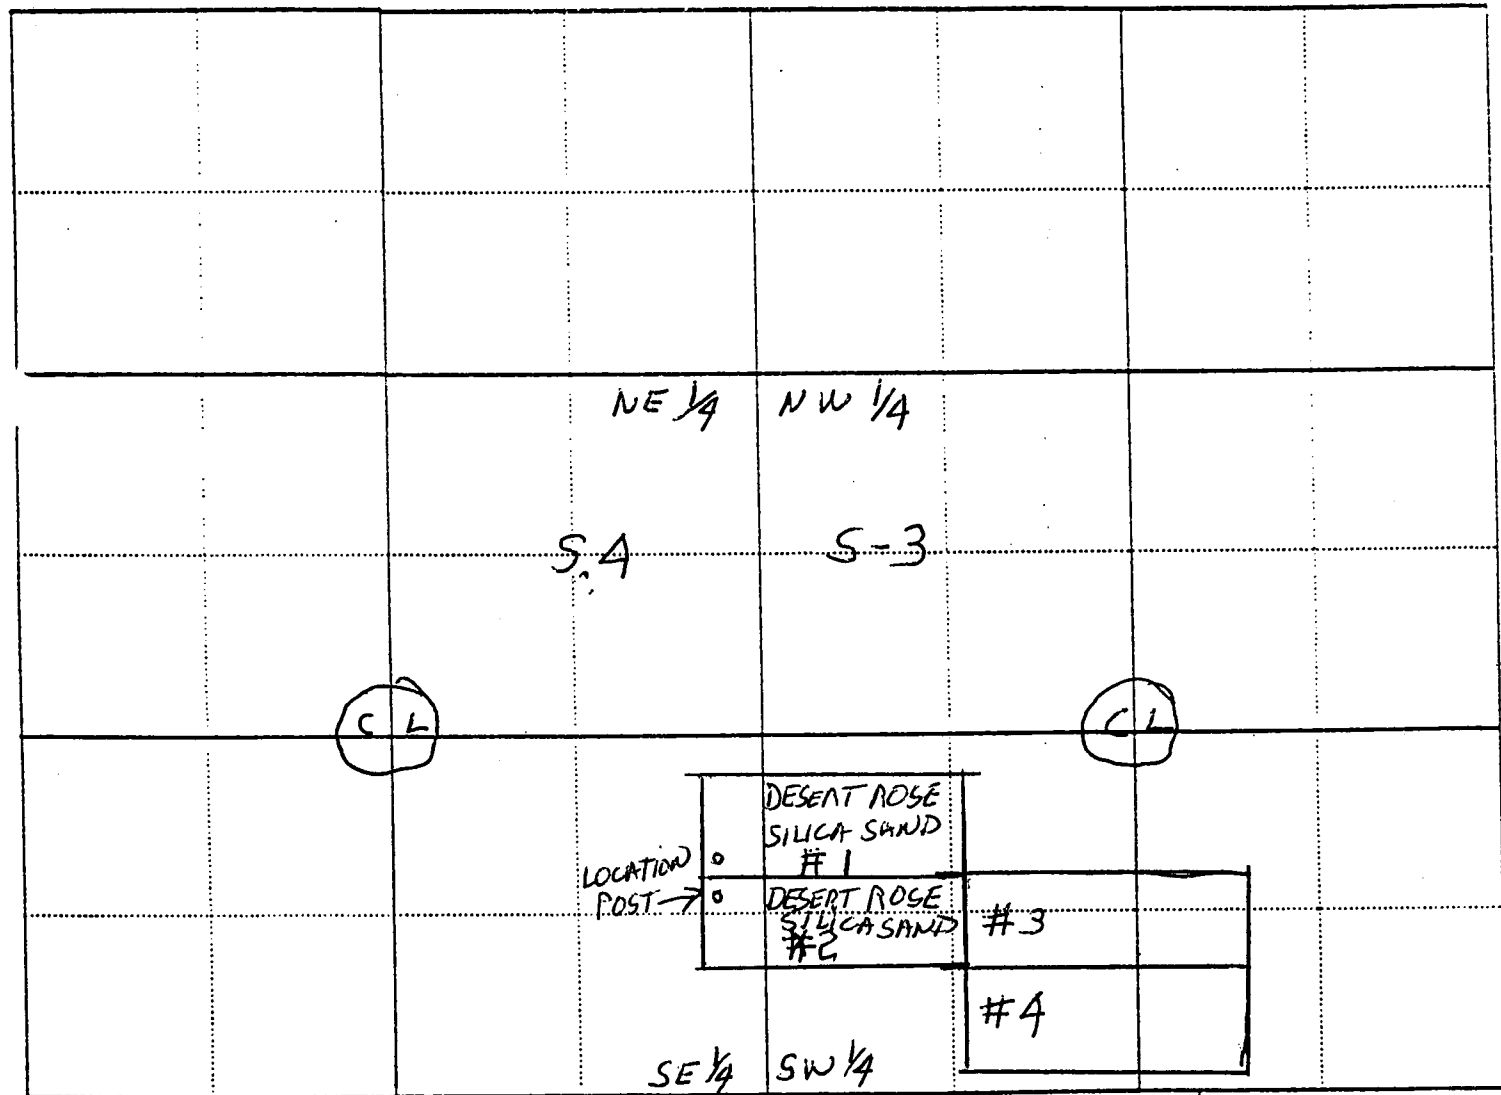 NE 1/4 NW 1/4
S.4 S-3
C L C L
DESERT ROSE
SILICA SAND
# 1
LOCATION
POST
DESERT ROSE
SILICA SAND
#2
#3
#4
SE 1/4 SW 1/4